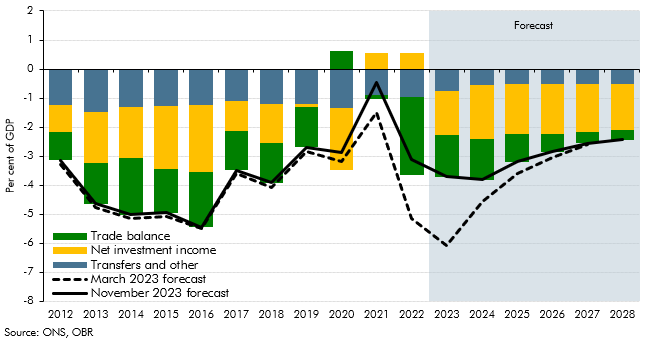 2
1
0
-1
-2
-3
-4
-5
-6
-7
-8
Per cent of GDP
Forecast
Trade balance
Net investment income
Transfers and other
March 2023 forecast
November 2023 forecast
2012 2013 2014 2015 2016 2017 2018 2019 2020 2021 2022 2023 2024 2025 2026 2027 2028
Source: ONS, OBR